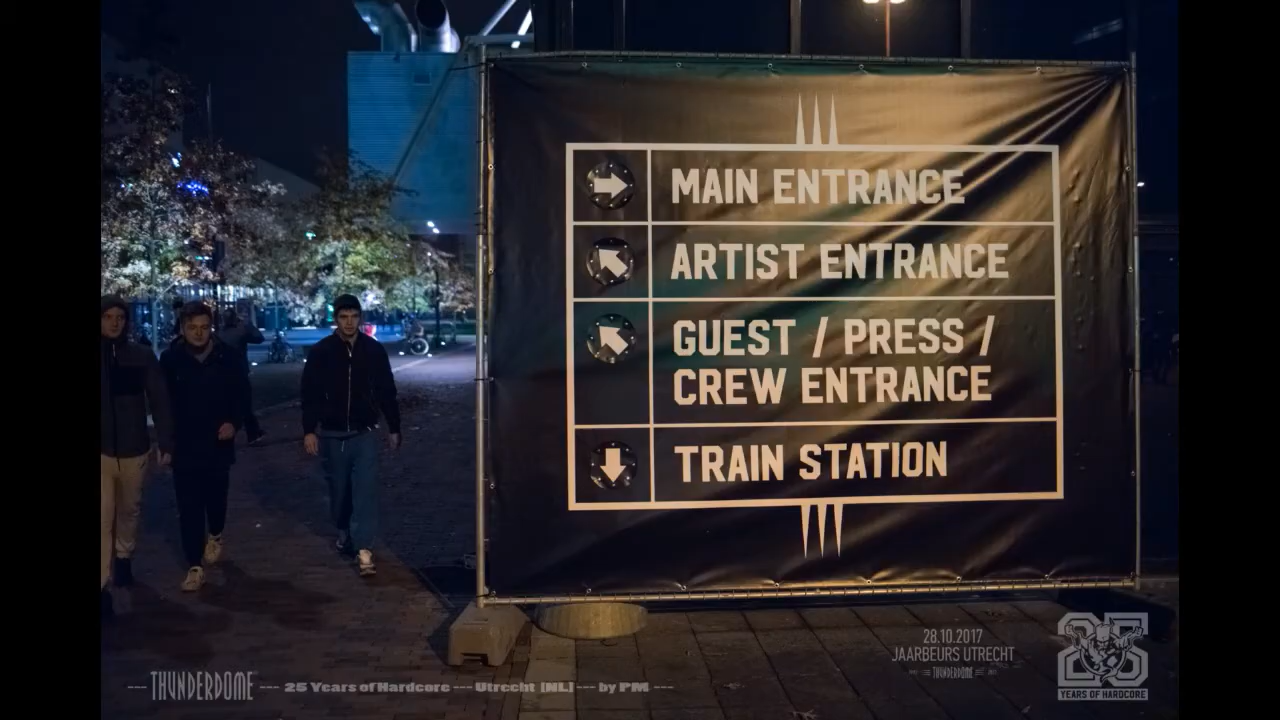 MAIN ENTRANCE
ARTIST ENTRANCE
GUEST / PRESS /
CREW ENTRANCE
TRAIN STATION
28.10.2017
JAARBEURS UTRECHT
THUNDERDOME
25
YEARS OF HARDCORE
--- THUNDERDOME --- 25 Years of Hardcore --- Utrecht [NL] --- by PM ---